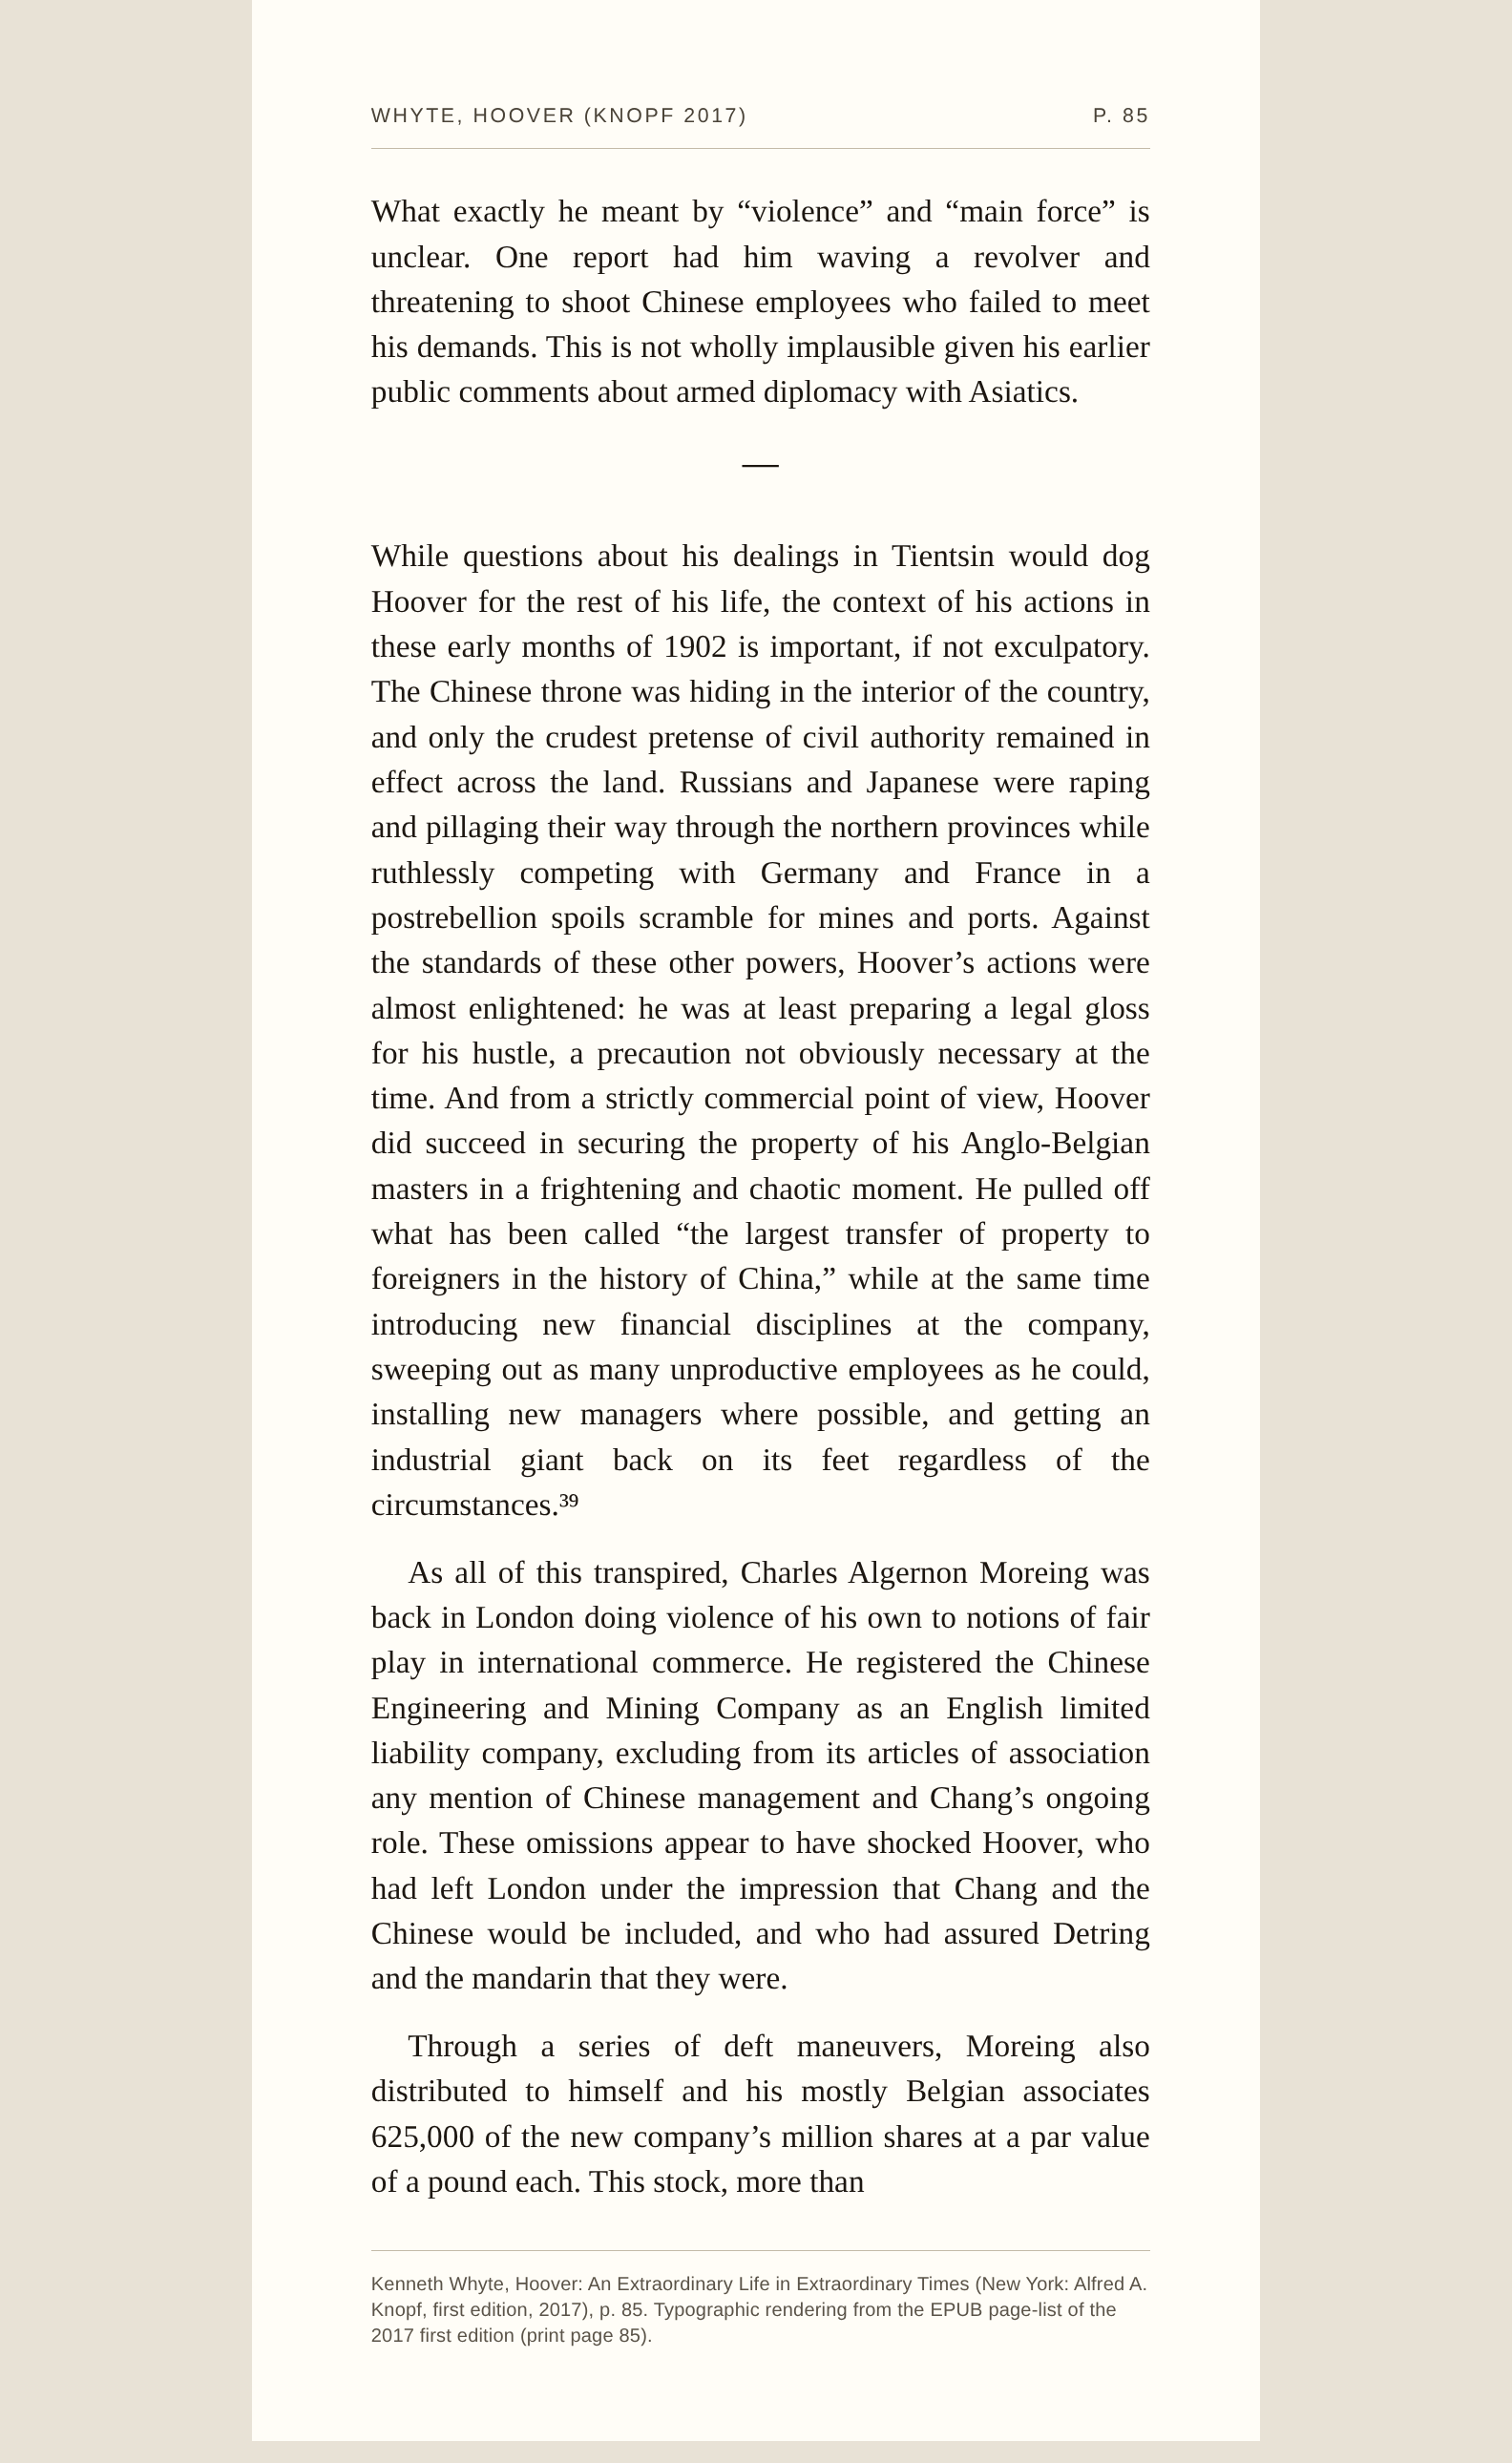 WHYTE, HOOVER (KNOPF 2017) P. 85
What exactly he meant by “violence” and “main force” is
unclear. One report had him waving a revolver and
threatening to shoot Chinese employees who failed to meet
his demands. This is not wholly implausible given his earlier
public comments about armed diplomacy with Asiatics.
—
While questions about his dealings in Tientsin would dog
Hoover for the rest of his life, the context of his actions in
these early months of 1902 is important, if not exculpatory.
The Chinese throne was hiding in the interior of the country,
and only the crudest pretense of civil authority remained in
effect across the land. Russians and Japanese were raping
and pillaging their way through the northern provinces while
ruthlessly competing with Germany and France in a
postrebellion spoils scramble for mines and ports. Against
the standards of these other powers, Hoover’s actions were
almost enlightened: he was at least preparing a legal gloss
for his hustle, a precaution not obviously necessary at the
time. And from a strictly commercial point of view, Hoover
did succeed in securing the property of his Anglo-Belgian
masters in a frightening and chaotic moment. He pulled off
what has been called “the largest transfer of property to
foreigners in the history of China,” while at the same time
introducing new financial disciplines at the company,
sweeping out as many unproductive employees as he could,
installing new managers where possible, and getting an
industrial giant back on its feet regardless of the
circumstances.³⁹
As all of this transpired, Charles Algernon Moreing was
back in London doing violence of his own to notions of fair
play in international commerce. He registered the Chinese
Engineering and Mining Company as an English limited
liability company, excluding from its articles of association
any mention of Chinese management and Chang’s ongoing
role. These omissions appear to have shocked Hoover, who
had left London under the impression that Chang and the
Chinese would be included, and who had assured Detring
and the mandarin that they were.
Through a series of deft maneuvers, Moreing also
distributed to himself and his mostly Belgian associates
625,000 of the new company’s million shares at a par value
of a pound each. This stock, more than
Kenneth Whyte, Hoover: An Extraordinary Life in Extraordinary Times (New York: Alfred A.
Knopf, first edition, 2017), p. 85. Typographic rendering from the EPUB page-list of the
2017 first edition (print page 85).